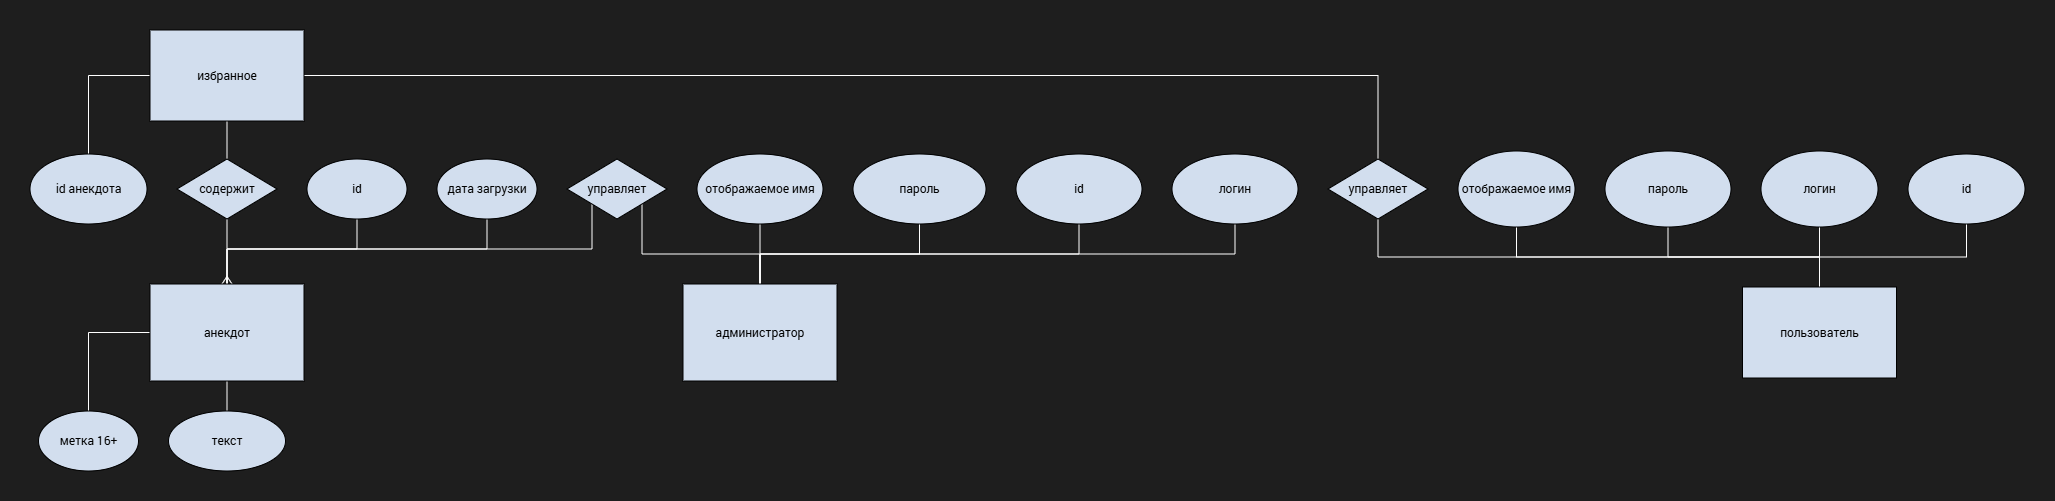 избранное
id анекдота
содержит
id
дата загрузки
управляет
отображаемое имя
пароль
id
логин
управляет
отображаемое имя
пароль
логин
id
анекдот
администратор
пользователь
метка 16+
текст